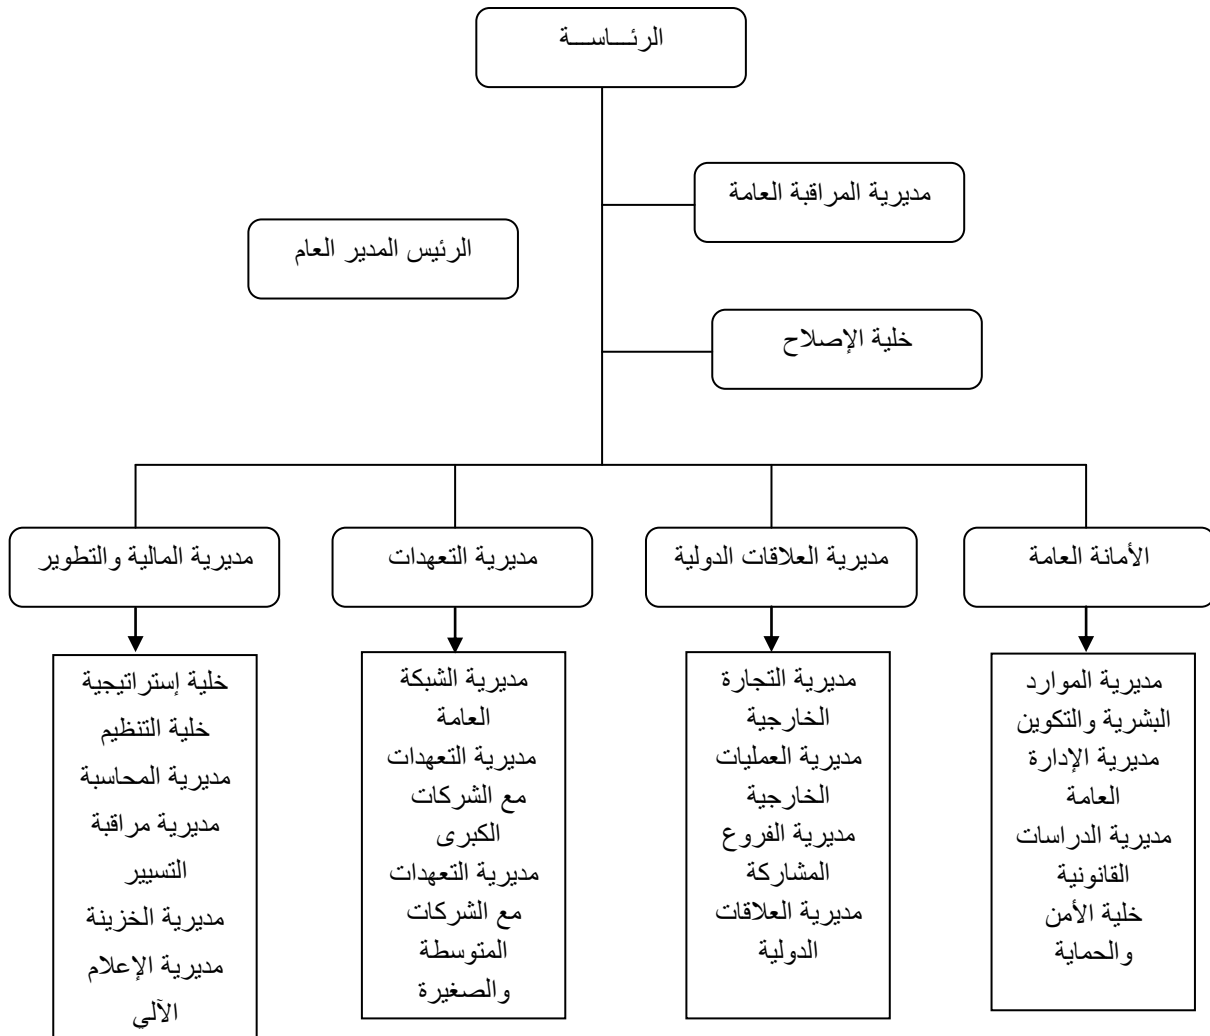 الرئـــاســـة
مديرية المراقبة العامة
الرئيس المدير العام
خلية الإصلاح
الأمانة العامة
مديرية العلاقات الدولية
مديرية التعهدات
مديرية المالية والتطوير
مديرية الموارد
البشرية والتكوين
مديرية الإدارة
العامة
مديرية الدراسات
القانونية
خلية الأمن
والحماية
مديرية التجارة
الخارجية
مديرية العمليات
الخارجية
مديرية الفروع
المشاركة
مديرية العلاقات
الدولية
مديرية الشبكة
العامة
مديرية التعهدات
مع الشركات
الكبرى
مديرية التعهدات
مع الشركات
المتوسطة
والصغيرة
خلية إستراتيجية
خلية التنظيم
مديرية المحاسبة
مديرية مراقبة
التسيير
مديرية الخزينة
مديرية الإعلام
الآلي